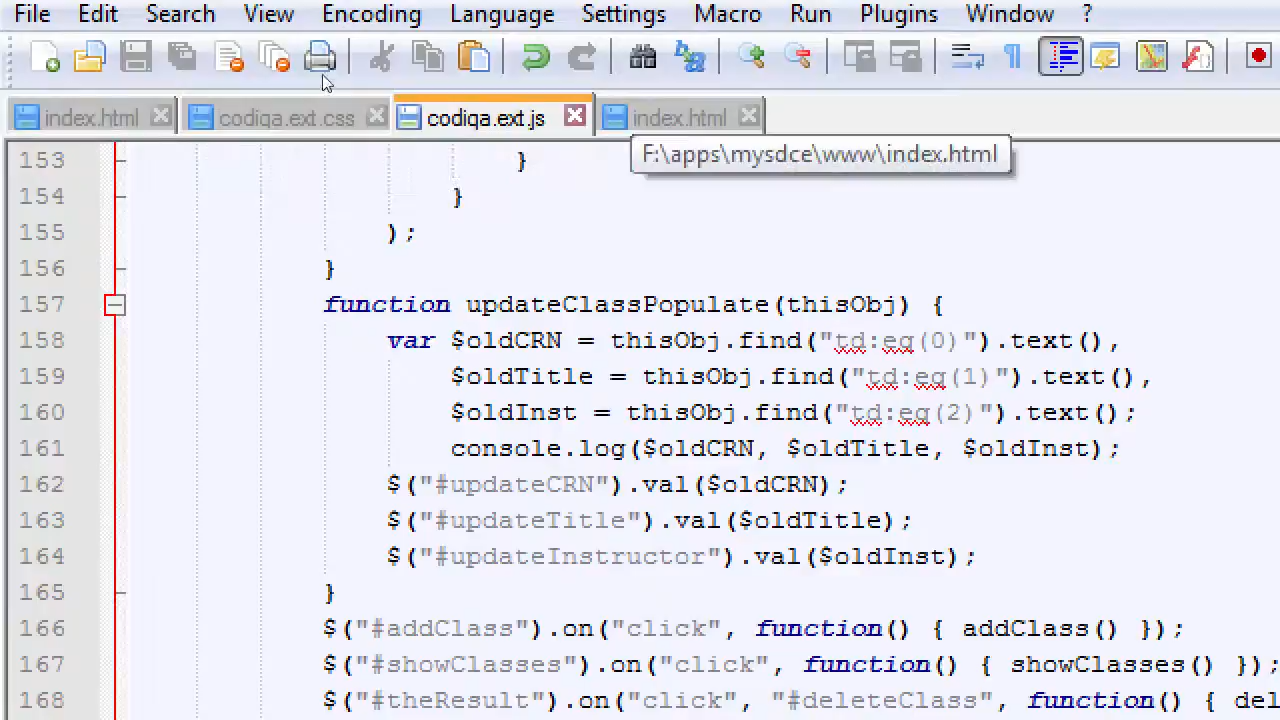 File Edit Search View Encoding Language Settings Macro Run Plugins Window ?
index.html codiqa.ext.css codiqa.ext.js index.html
F:\apps\mysdce\www\index.html
153 }
154 }
155 );
156 }
157 function updateClassPopulate(thisObj) {
158 var $oldCRN = thisObj.find("td:eq(0)").text(),
159 $oldTitle = thisObj.find("td:eq(1)").text(),
160 $oldInst = thisObj.find("td:eq(2)").text();
161 console.log($oldCRN, $oldTitle, $oldInst);
162 $("#updateCRN").val($oldCRN);
163 $("#updateTitle").val($oldTitle);
164 $("#updateInstructor").val($oldInst);
165 }
166 $("#addClass").on("click", function() { addClass() });
167 $("#showClasses").on("click", function() { showClasses() });
168 $("#theResult").on("click", "#deleteClass", function() { del